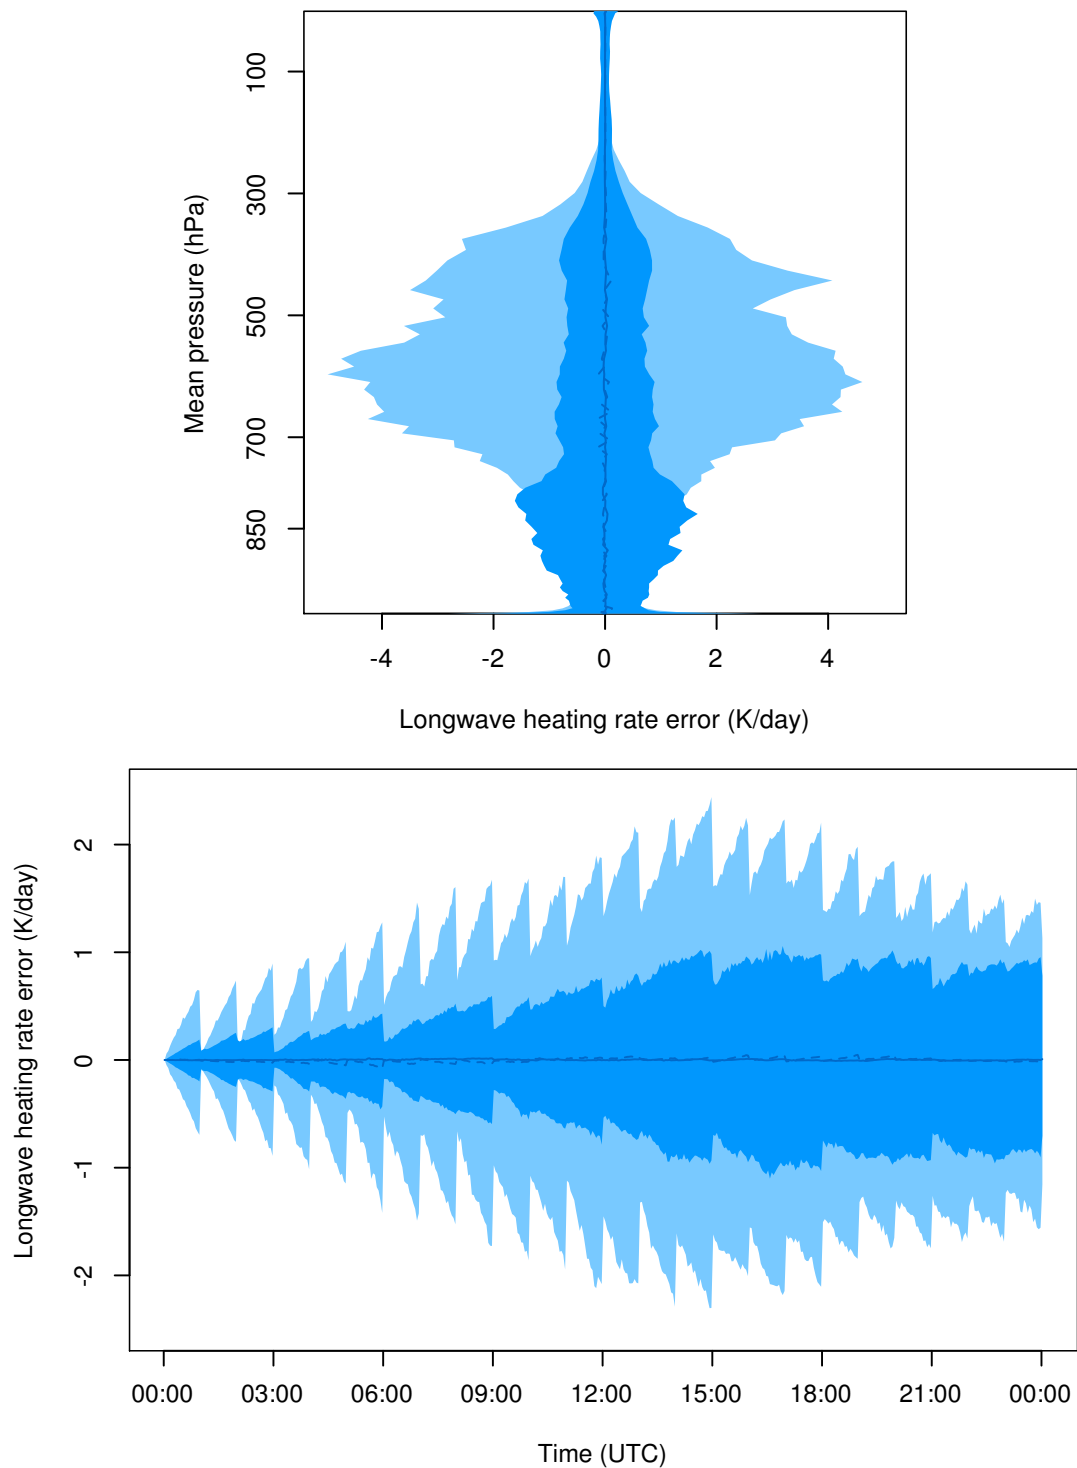 100
300
500
700
850
Mean pressure (hPa)
-4 -2 0 2 4
Longwave heating rate error (K/day)
2
1
0
-1
-2
Longwave heating rate error (K/day)
00:00 03:00 06:00 09:00 12:00 15:00 18:00 21:00 00:00
Time (UTC)